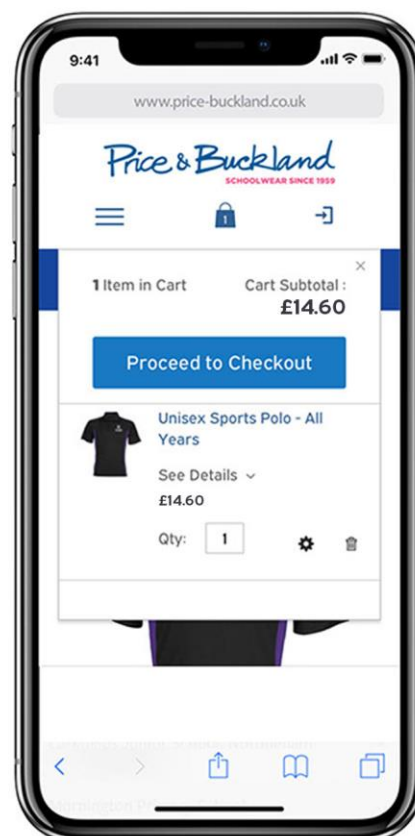 9:41
www.price-buckland.co.uk
Price & Buckland
SCHOOLWEAR SINCE 1959
1
1 Item in Cart
Cart Subtotal :
£14.60
Proceed to Checkout
Unisex Sports Polo - All
Years
See Details
£14.60
Qty: 1